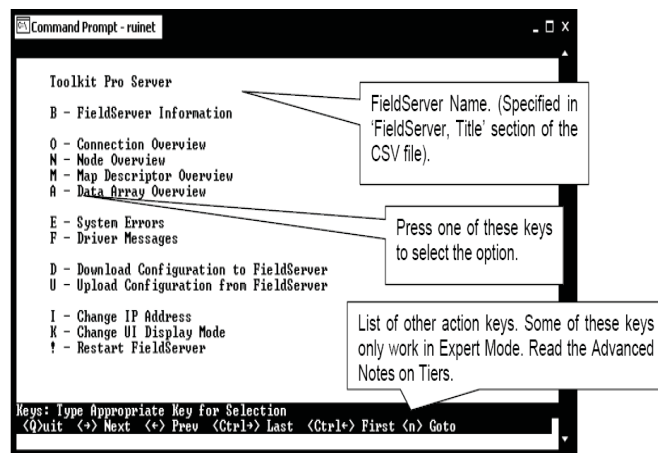 Command Prompt - ruinet
Toolkit Pro Server
B - FieldServer Information
O - Connection Overview
N - Node Overview
M - Map Descriptor Overview
A - Data Array Overview
E - System Errors
F - Driver Messages
D - Download Configuration to FieldServer
U - Upload Configuration from FieldServer
I - Change IP Address
K - Change UI Display Mode
! - Restart FieldServer
Keys: Type Appropriate Key for Selection
<Q>uit <→> Next <←> Prev <Ctrl→> Last <Ctrl←> First <n> Goto
FieldServer Name. (Specified in
‘FieldServer, Title’ section of the
CSV file).
Press one of these keys
to select the option.
List of other action keys. Some of these keys
only work in Expert Mode. Read the Advanced
Notes on Tiers.